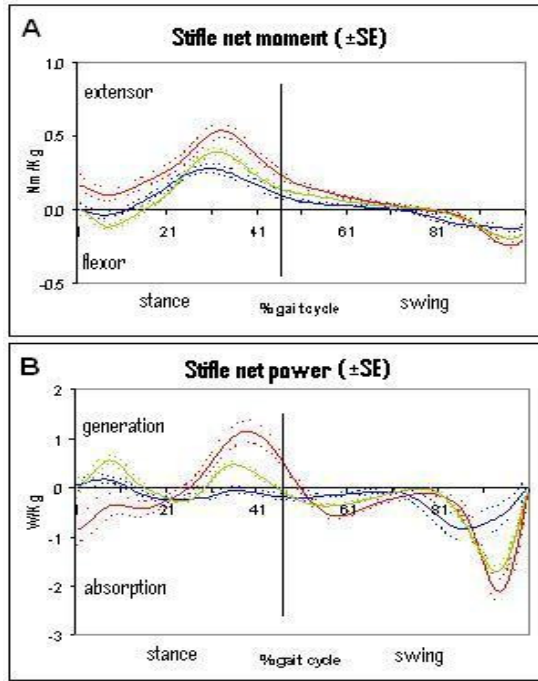 A
Stifle net moment (±SE)
1.0
extensor
0.5
Nm/Kg
0.0
1 21 41 61 81
flexor
-0.5
stance %gait cycle swing
B
Stifle net power (±SE)
2
generation
1
W/Kg
0
1 21 41 61 81
-1
absorption
-2
-3
stance %gait cycle swing